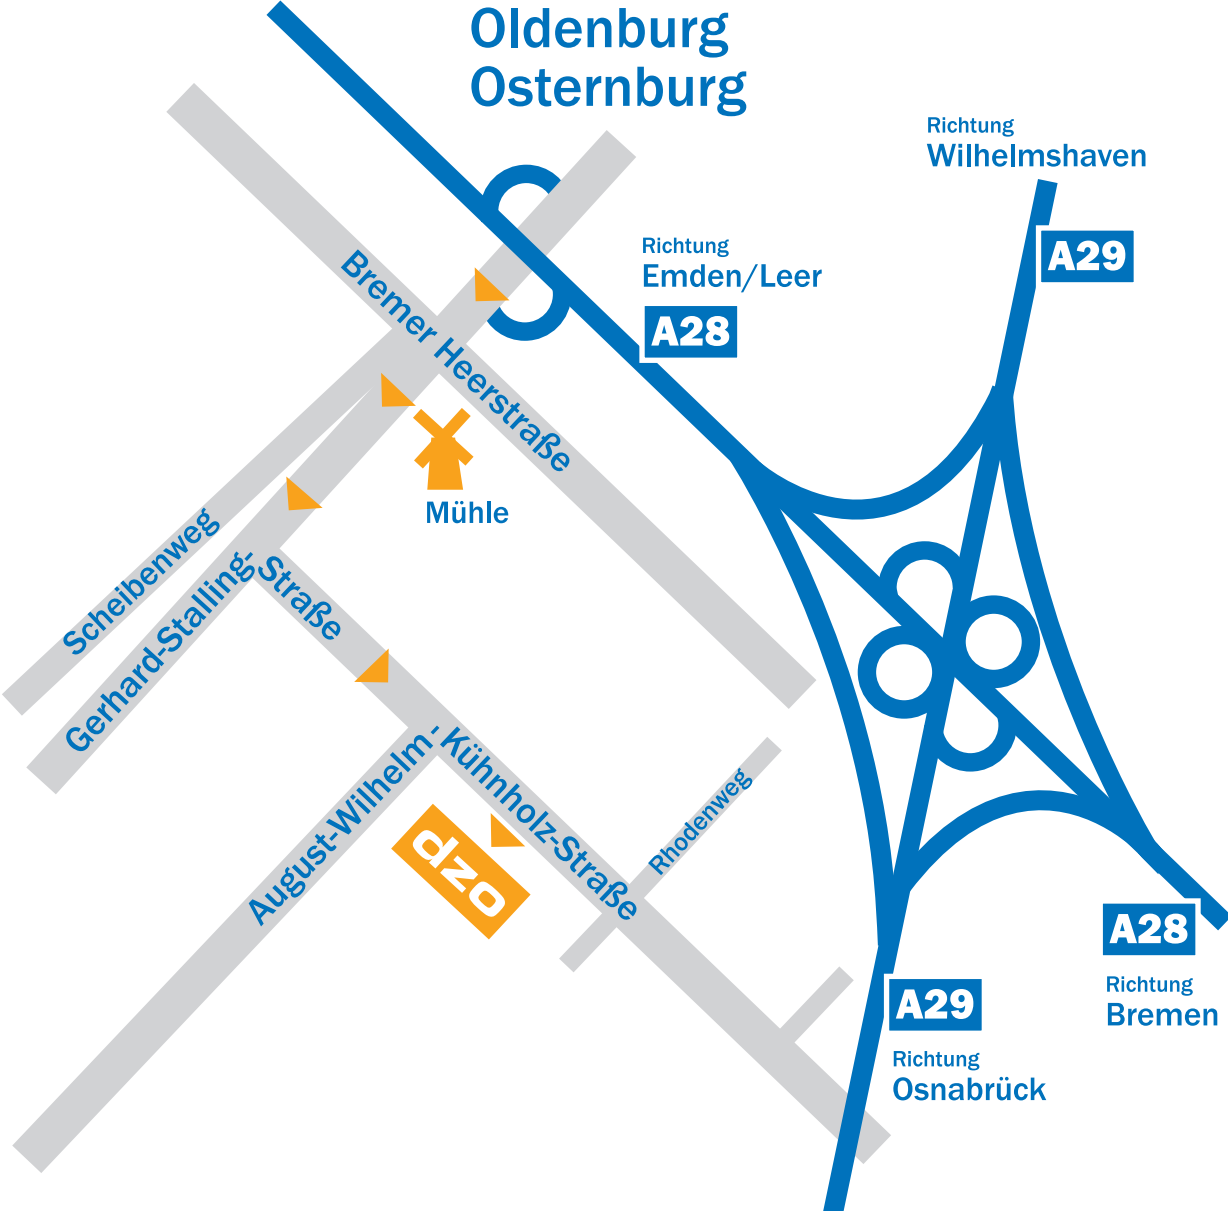 Oldenburg
Osternburg
Richtung
Wilhelmshaven
A29
Richtung
Emden/Leer
A28
Bremer Heerstraße
Mühle
Scheibenweg
Gerhard-Stalling-
Straße
August-Wilhelm-
Kühnholz-Straße
Rhodenweg
dzo
A28
Richtung
Bremen
A29
Richtung
Osnabrück